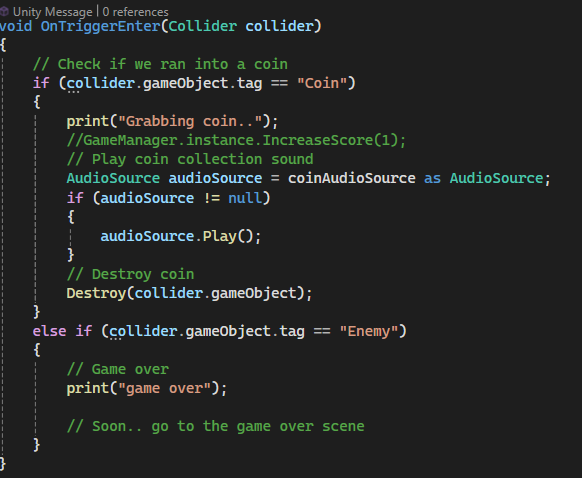 Unity Message | 0 references
void OnTriggerEnter(Collider collider)
{
// Check if we ran into a coin
if (collider.gameObject.tag == "Coin")
{
print("Grabbing coin..");
//GameManager.instance.IncreaseScore(1);
// Play coin collection sound
AudioSource audioSource = coinAudioSource as AudioSource;
if (audioSource != null)
{
audioSource.Play();
}
// Destroy coin
Destroy(collider.gameObject);
}
else if (collider.gameObject.tag == "Enemy")
{
// Game over
print("game over");
// Soon.. go to the game over scene
}
}